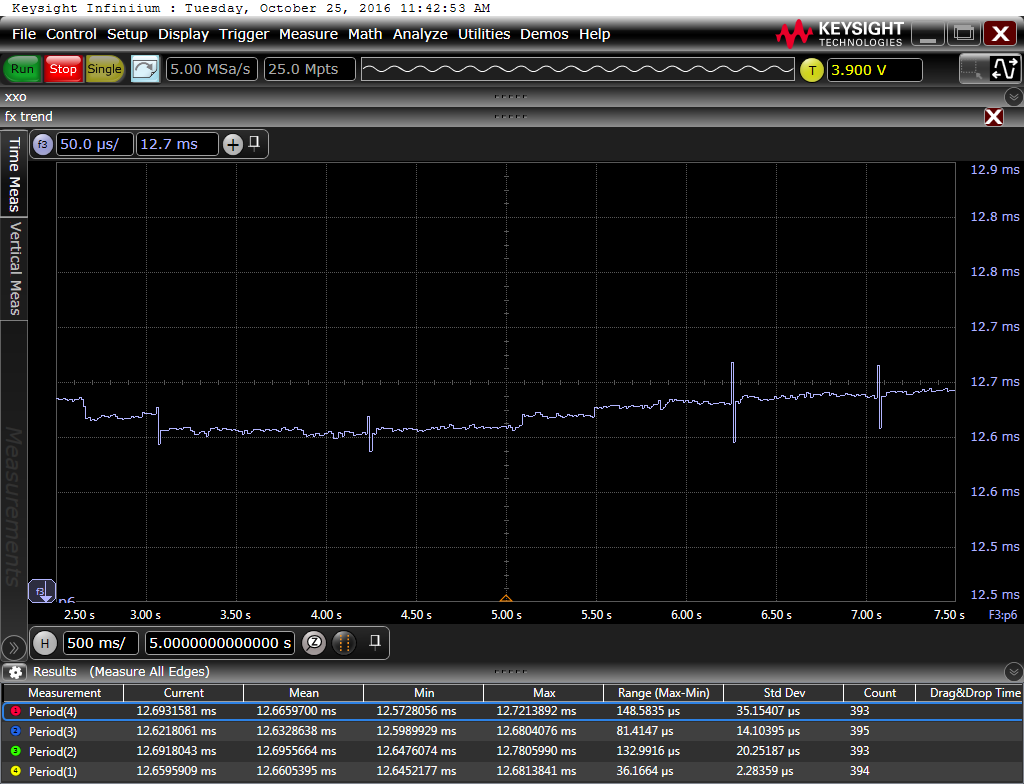 Keysight Infiniium : Tuesday, October 25, 2016 11:42:53 AM
File Control Setup Display Trigger Measure Math Analyze Utilities Demos Help
KEYSIGHT TECHNOLOGIES
Run Stop Single 5.00 MSa/s 25.0 Mpts T 3.900 V
xxo
fx trend
f3 50.0 µs/ 12.7 ms
Time Meas
Vertical Meas
Measurements
12.9 ms
12.8 ms
12.8 ms
12.7 ms
12.7 ms
12.6 ms
12.6 ms
12.5 ms
12.5 ms
f3 p6
2.50 s 3.00 s 3.50 s 4.00 s 4.50 s 5.00 s 5.50 s 6.00 s 6.50 s 7.00 s 7.50 s F3:p6
H 500 ms/ 5.0000000000000 s Z
Results (Measure All Edges)
Measurement Current Mean Min Max Range (Max-Min) Std Dev Count Drag&Drop Time
1 Period(4) 12.6931581 ms 12.6659700 ms 12.5728056 ms 12.7213892 ms 148.5835 µs 35.15407 µs 393
2 Period(3) 12.6218061 ms 12.6328638 ms 12.5989929 ms 12.6804076 ms 81.4147 µs 14.10395 µs 395
3 Period(2) 12.6918043 ms 12.6955664 ms 12.6476074 ms 12.7805990 ms 132.9916 µs 20.25187 µs 393
4 Period(1) 12.6595909 ms 12.6605395 ms 12.6452177 ms 12.6813841 ms 36.1664 µs 2.28359 µs 394